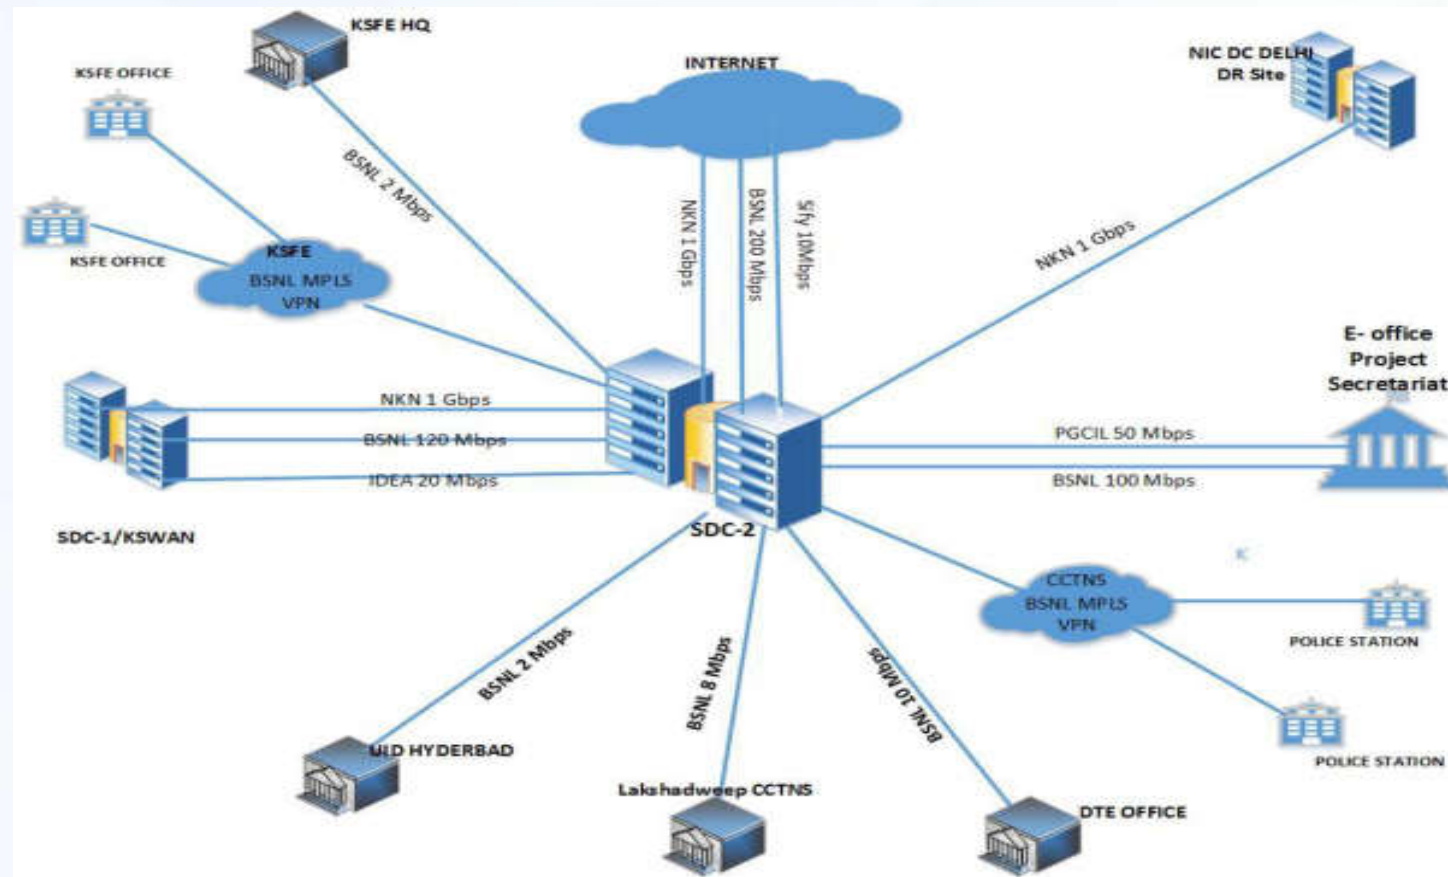 KSFE HQ
INTERNET
NIC DC DELHI
DR Site
KSFE OFFICE
BSNL 2 Mbps
NKN 1 Gbps
BSNL 200 Mbps
Sify 10Mbps
NKN 1 Gbps
KSFE OFFICE
KSFE
BSNL MPLS
VPN
E- office
Project
Secretariat
NKN 1 Gbps
BSNL 120 Mbps
IDEA 20 Mbps
PGCIL 50 Mbps
BSNL 100 Mbps
SDC-1/KSWAN
SDC-2
K
CCTNS
BSNL MPLS
VPN
POLICE STATION
BSNL 2 Mbps
BSNL 8 Mbps
BSNL 10 Mbps
POLICE STATION
UID HYDERBAD
Lakshadweep CCTNS
DTE OFFICE